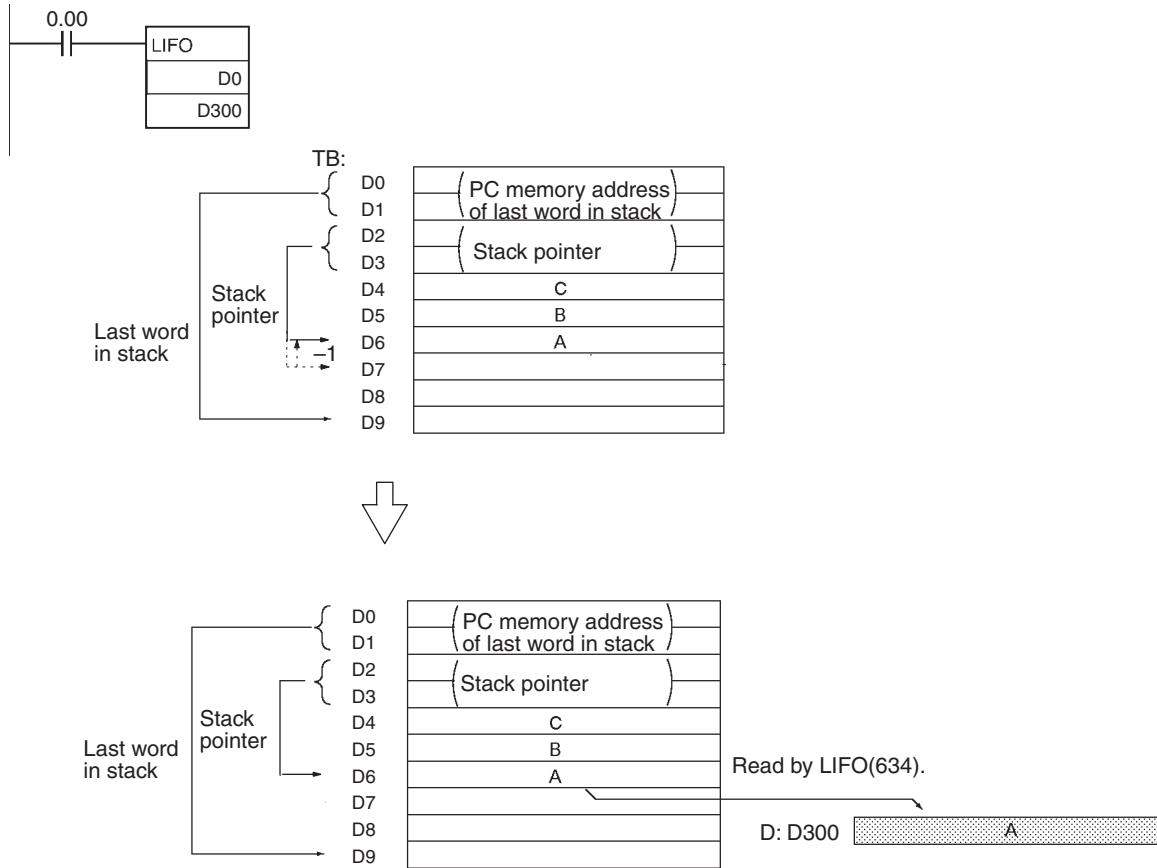 0.00
LIFO
D0
D300
TB:
D0
D1
D2
D3
D4
D5
D6
D7
D8
D9
PC memory address
of last word in stack
Stack pointer
C
B
A
Stack
pointer
Last word
in stack
–1
D0
D1
D2
D3
D4
D5
D6
D7
D8
D9
PC memory address
of last word in stack
Stack pointer
C
B
A
Stack
pointer
Last word
in stack
Read by LIFO(634).
D: D300
A